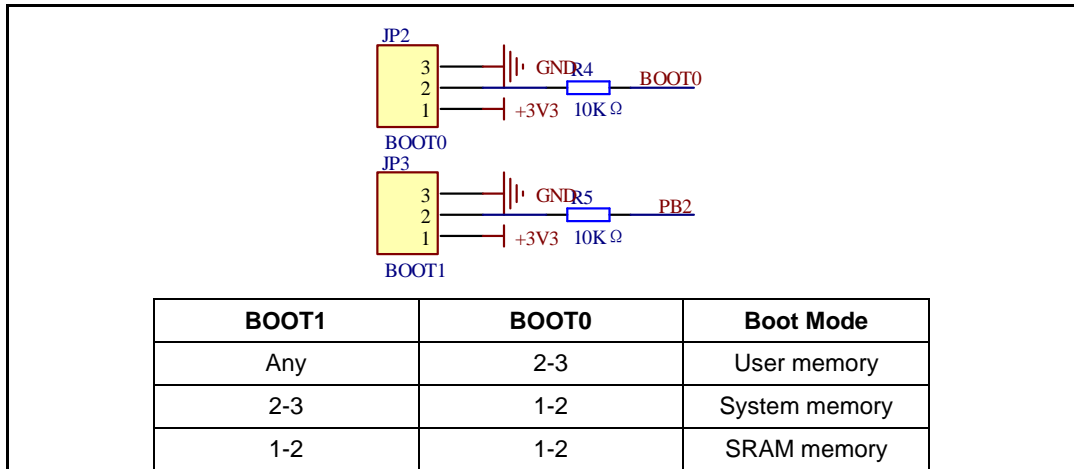 JP2
3
GND
R4
BOOT0
2
1
+3V3
10K Ω
BOOT0
JP3
3
GND
R5
PB2
2
1
+3V3
10K Ω
BOOT1
BOOT1 BOOT0 Boot Mode
Any 2-3 User memory
2-3 1-2 System memory
1-2 1-2 SRAM memory